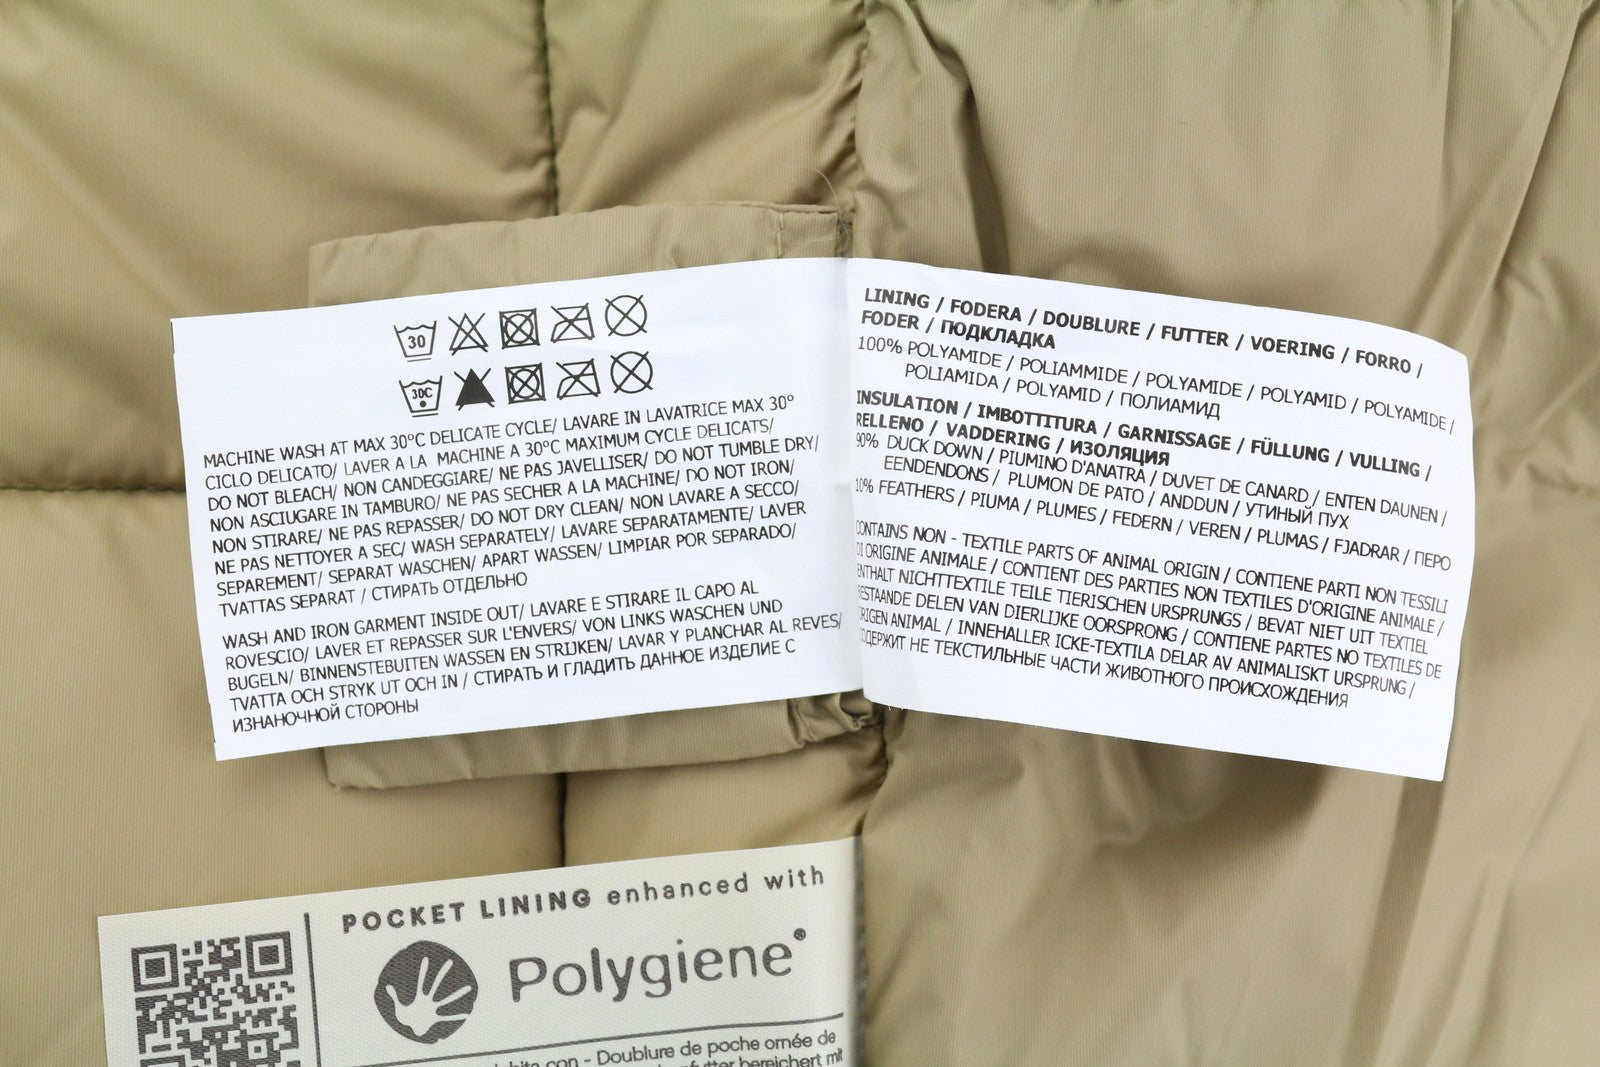 30
30C
MACHINE WASH AT MAX 30°C DELICATE CYCLE/ LAVARE IN LAVATRICE MAX 30°
CICLO DELICATO/ LAVER A LA MACHINE A 30°C MAXIMUM CYCLE DELICATS/
DO NOT BLEACH/ NON CANDEGGIARE/ NE PAS JAVELLISER/ DO NOT TUMBLE DRY/
NON ASCIUGARE IN TAMBURO/ NE PAS SECHER A LA MACHINE/ DO NOT IRON/
NON STIRARE/ NE PAS REPASSER/ DO NOT DRY CLEAN/ NON LAVARE A SECCO/
NE PAS NETTOYER A SEC/ WASH SEPARATELY/ LAVARE SEPARATAMENTE/ LAVER
SEPAREMENT/ SEPARAT WASCHEN/ APART WASSEN/ LIMPIAR POR SEPARADO/
TVATTAS SEPARAT / СТИРАТЬ ОТДЕЛЬНО
WASH AND IRON GARMENT INSIDE OUT/ LAVARE E STIRARE IL CAPO AL
ROVESCIO/ LAVER ET REPASSER SUR L'ENVERS/ VON LINKS WASCHEN UND
BUGELN/ BINNENSTEBUITEN WASSEN EN STRIJKEN/ LAVAR Y PLANCHAR AL REVES/
TVATTA OCH STRYK UT OCH IN / СТИРАТЬ И ГЛАДИТЬ ДАННОЕ ИЗДЕЛИЕ С
ИЗНАНОЧНОЙ СТОРОНЫ
LINING / FODERA / DOUBLURE / FUTTER / VOERING / FORRO /
FODER / ПОДКЛАДКА
100% POLYAMIDE / POLIAMMIDE / POLYAMIDE / POLYAMID / POLYAMIDE /
POLIAMIDA / POLYAMID / ПОЛИАМИД
INSULATION / IMBOTTITURA / GARNISSAGE / FÜLLUNG / VULLING /
RELLENO / VADDERING / ИЗОЛЯЦИЯ
90% DUCK DOWN / PIUMINO D'ANATRA / DUVET DE CANARD / ENTEN DAUNEN /
EENDENDONS / PLUMON DE PATO / ANDDUN / УТИНЫЙ ПУХ
10% FEATHERS / PIUMA / PLUMES / FEDERN / VEREN / PLUMAS / FJADRAR / ПЕРО
CONTAINS NON - TEXTILE PARTS OF ANIMAL ORIGIN / CONTIENE PARTI NON TESSILI
DI ORIGINE ANIMALE / CONTIENT DES PARTIES NON TEXTILES D'ORIGINE ANIMALE /
ENTHALT NICHTTEXTILE TEILE TIERISCHEN URSPRUNGS / BEVAT NIET UIT TEXTIEL
BESTAANDE DELEN VAN DIERLIJKE OORSPRONG / CONTIENE PARTES NO TEXTILES DE
ORIGEN ANIMAL / INNEHALLER ICKE-TEXTILA DELAR AV ANIMALISKT URSPRUNG /
СОДЕРЖИТ НЕ ТЕКСТИЛЬНЫЕ ЧАСТИ ЖИВОТНОГО ПРОИСХОЖДЕНИЯ
POCKET LINING enhanced with
Polygiene®
con - Doublure de poche ornée de
bereichert mit